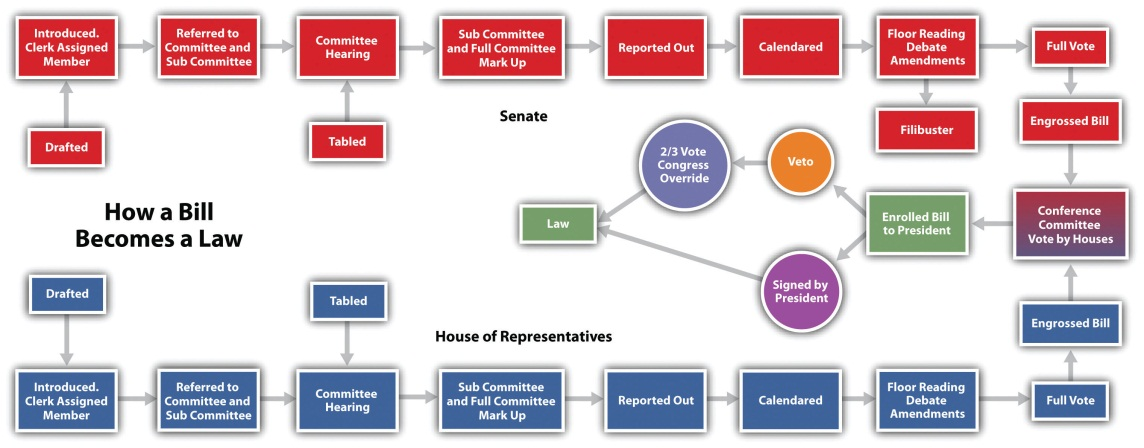 Introduced.
Clerk Assigned
Member
Referred to
Committee and
Sub Committee
Committee
Hearing
Sub Committee
and Full Committee
Mark Up
Reported Out
Calendared
Floor Reading
Debate
Amendments
Full Vote
Drafted
Tabled
Senate
Filibuster
Engrossed Bill
2/3 Vote
Congress
Override
Veto
How a Bill
Becomes a Law
Law
Enrolled Bill
to President
Conference
Committee
Vote by Houses
Signed by
President
Drafted
Tabled
House of Representatives
Engrossed Bill
Introduced.
Clerk Assigned
Member
Referred to
Committee and
Sub Committee
Committee
Hearing
Sub Committee
and Full Committee
Mark Up
Reported Out
Calendared
Floor Reading
Debate
Amendments
Full Vote